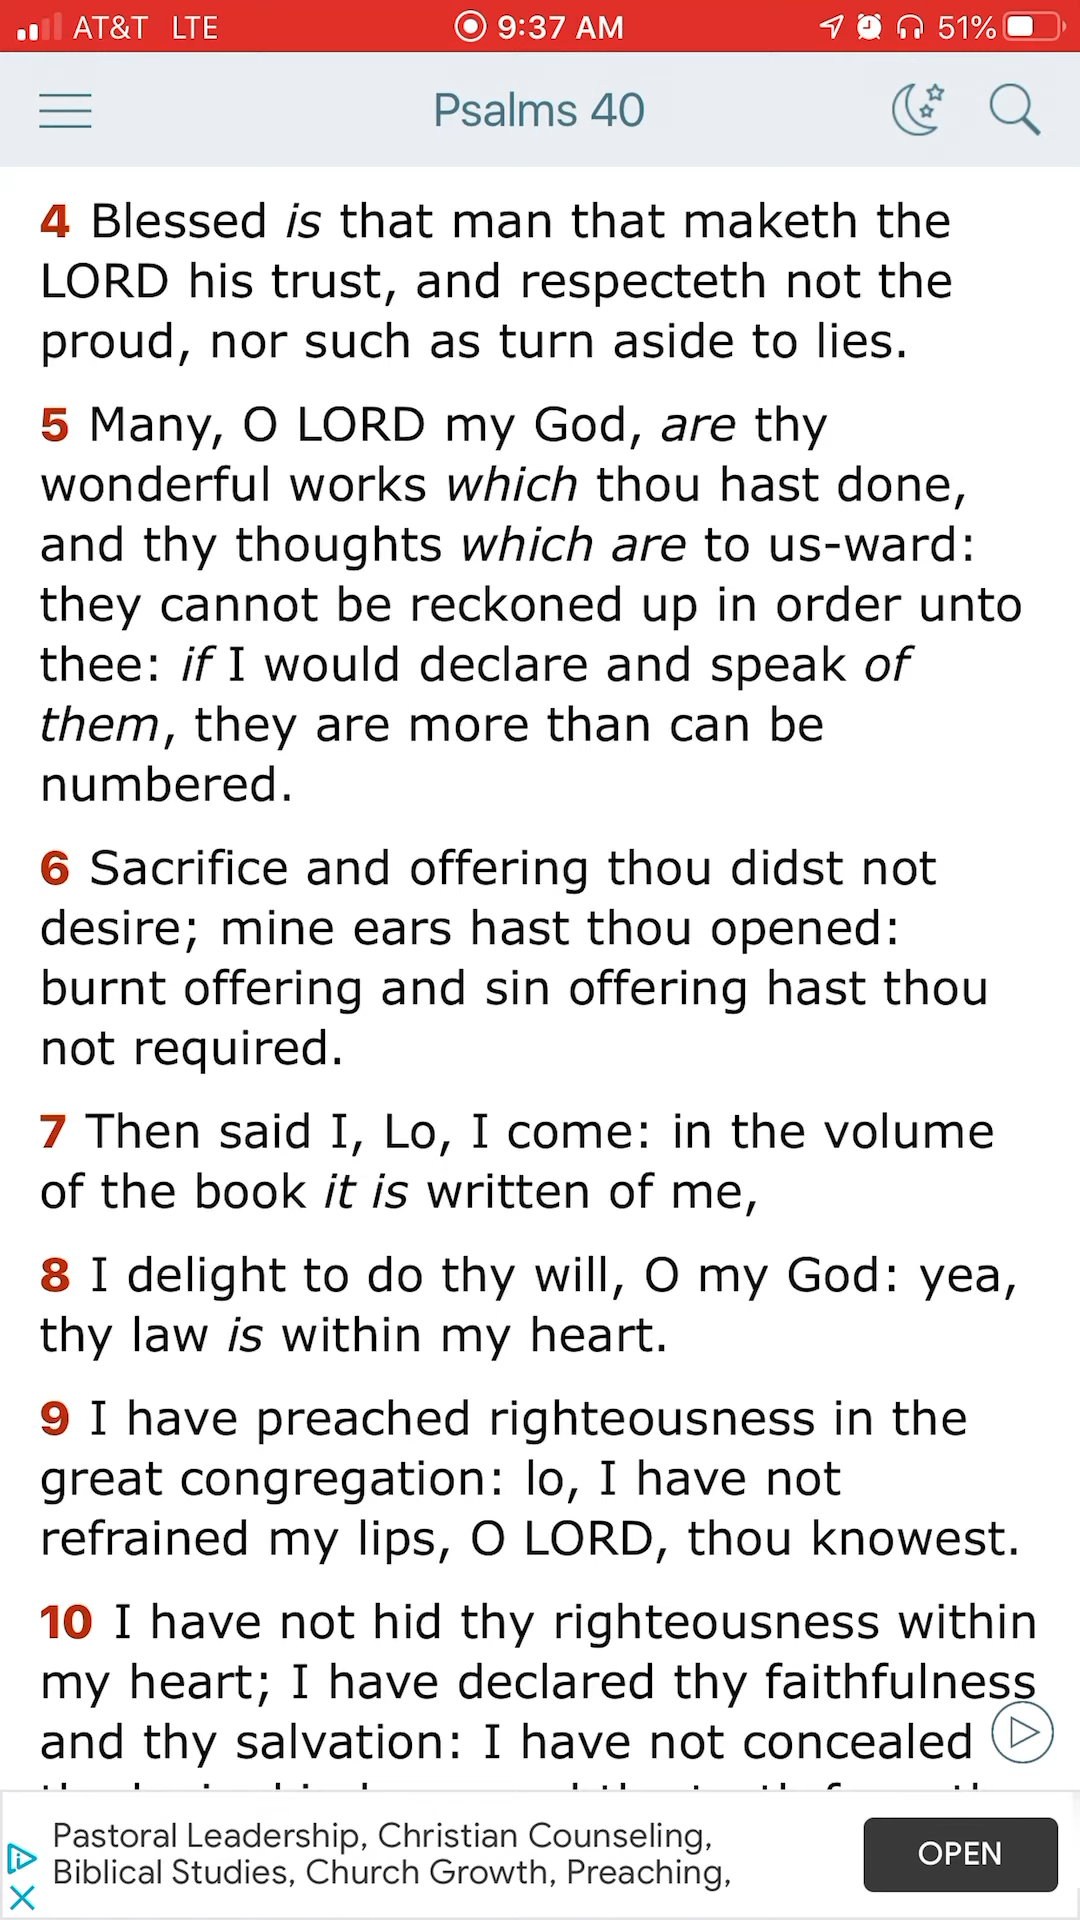 AT&T LTE 9:37 AM 51%
Psalms 40
4 Blessed is that man that maketh the
LORD his trust, and respecteth not the
proud, nor such as turn aside to lies.
5 Many, O LORD my God, are thy
wonderful works which thou hast done,
and thy thoughts which are to us-ward:
they cannot be reckoned up in order unto
thee: if I would declare and speak of
them, they are more than can be
numbered.
6 Sacrifice and offering thou didst not
desire; mine ears hast thou opened:
burnt offering and sin offering hast thou
not required.
7 Then said I, Lo, I come: in the volume
of the book it is written of me,
8 I delight to do thy will, O my God: yea,
thy law is within my heart.
9 I have preached righteousness in the
great congregation: lo, I have not
refrained my lips, O LORD, thou knowest.
10 I have not hid thy righteousness within
my heart; I have declared thy faithfulness
and thy salvation: I have not concealed
Pastoral Leadership, Christian Counseling,
Biblical Studies, Church Growth, Preaching,
OPEN